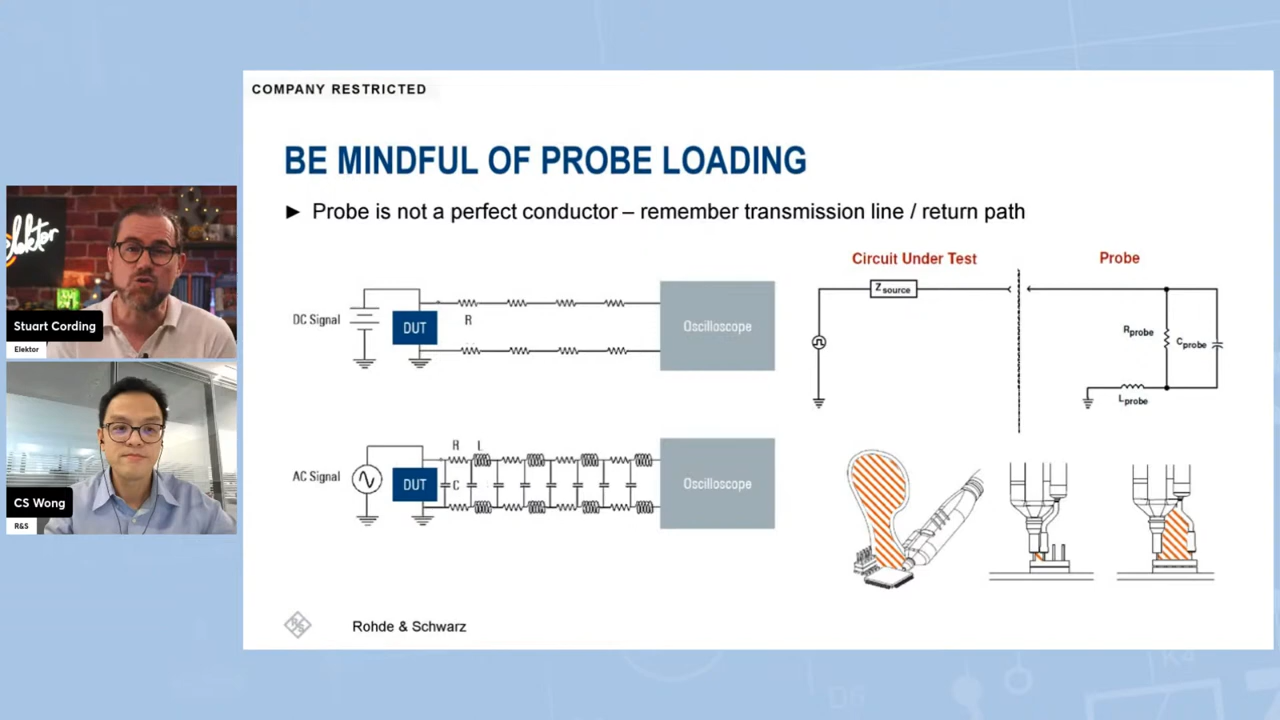 COMPANY RESTRICTED
BE MINDFUL OF PROBE LOADING
► Probe is not a perfect conductor – remember transmission line / return path
Circuit Under Test
Probe
Zsource
DC Signal
DUT
R
Oscilloscope
Rprobe
Cprobe
Lprobe
AC Signal
DUT
R L
C
Oscilloscope
R&S
Rohde & Schwarz
elektor
Stuart Cording
Elektor
CS Wong
R&S